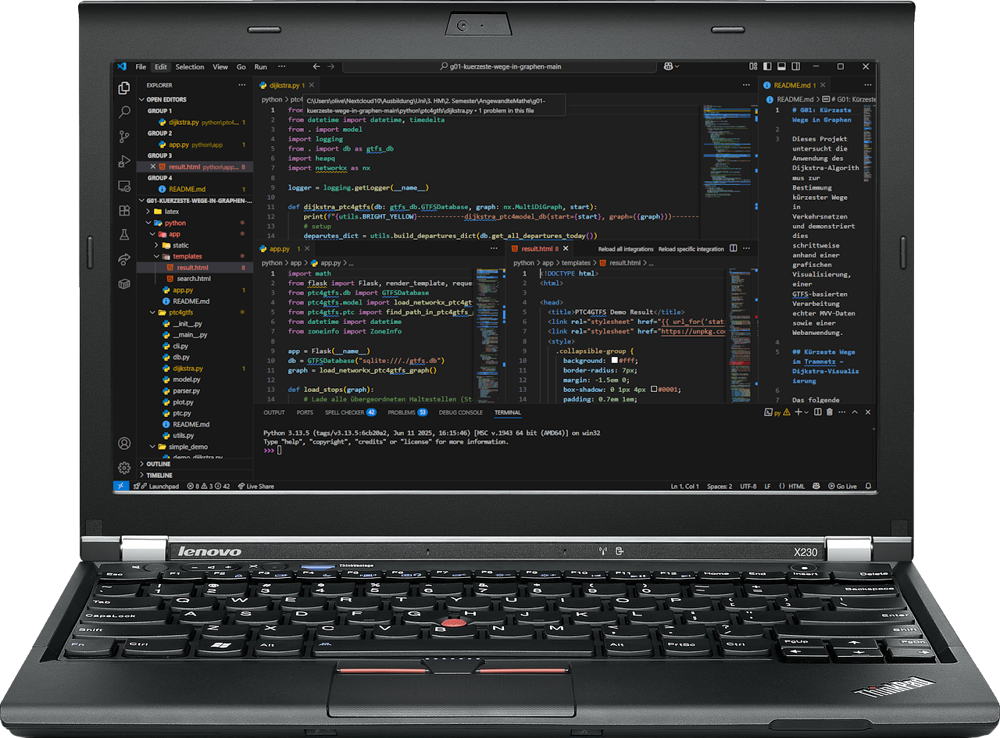 File Edit Selection View Go Run ··· g01-kuerzeste-wege-in-graphen-main
EXPLORER ···
OPEN EDITORS
GROUP 1
dijkstra.py python\ptc4... 1
GROUP 2
app.py python\app 1
GROUP 3
result.html python\app... 8
GROUP 4
README.md 1
G01-KUERZESTE-WEGE-IN-GRAPHEN-...
latex
python
app
static
templates
result.html 8
search.html
app.py 1
README.md
ptc4gtfs
__init__.py
__main__.py
cli.py
db.py
dijkstra.py 1
model.py
parser.py
plot.py
ptc.py
README.md
utils.py
simple_demo
demo_dijkstra.py
OUTLINE
TIMELINE
dijkstra.py 1
python > ptc4
C:\Users\olive\Nextcloud10\Ausbildung\Uni\3. HM\2. Semester\AngewandteMathe\g01-
kuerzeste-wege-in-graphen-main\python\ptc4gtfs\dijkstra.py • 1 problem in this file
1 from
2 from datetime import datetime, timedelta
3 from . import model
4 import logging
5 from . import db as gtfs_db
6 import heapq
7 import networkx as nx
8
9 logger = logging.getLogger(__name__)
10
11 def dijkstra_ptc4gtfs(db: gtfs_db.GTFSDatabase, graph: nx.MultiDiGraph, start):
12 print(f"{utils.BRIGHT_YELLOW}-----------dijkstra_ptc4model_db(start={start}, graph=({graph}))-------
13 # setup
14 deparutes_dict = utils.build_departures_dict(db.get_all_departures_today())
README.md 1
README.md > # G01: Kürzeste
1 # G01: Kürzeste
Wege in Graphen
3 Dieses Projekt
untersucht die
Anwendung des
Dijkstra-Algorith
mus zur
Bestimmung
kürzester Wege
in
Verkehrsnetzen
und demonstriert
dies
schrittweise
anhand einer
grafischen
Visualisierung,
einer
GTFS-basierten
Verarbeitung
echter MVV-Daten
sowie einer
Webanwendung.
4
5 ## Kürzeste Wege
im Tramnetz –
Dijkstra-Visualis
ierung
6
7 Das folgende
app.py 1
python > app > app.py > ...
1 import math
2 from flask import Flask, render_template, reque
3 from ptc4gtfs.db import GTFSDatabase
4 from ptc4gtfs.model import load_networkx_ptc4gt
5 from ptc4gtfs.ptc import find_path_in_ptc4gtfs_
6 from datetime import datetime
7 from zoneinfo import ZoneInfo
8
9 app = Flask(__name__)
10 db = GTFSDatabase("sqlite:///./gtfs.db")
11 graph = load_networkx_ptc4gtfs_graph()
12
13 def load_stops(graph):
14 # Lade alle übergeordneten Haltestellen (St
result.html 8 Reload all integrations Reload specific integration
python > app > templates > result.html > ...
1 <!DOCTYPE html>
2 <html>
3
4 <head>
5 <title>PTC4GTFS Demo Result</title>
6 <link rel="stylesheet" href="{{ url_for('stat
7 <link rel="stylesheet" href="https://unpkg.co
8 <style>
9 .collapsible-group {
10 background: #fff;
11 border-radius: 7px;
12 margin: -1.5em 0;
13 box-shadow: 0 1px 4px #0001;
14 padding: 0.7em 1em;
OUTPUT PORTS SPELL CHECKER 42 PROBLEMS 53 DEBUG CONSOLE TERMINAL py
Python 3.13.5 (tags/v3.13.5:6cb20a2, Jun 11 2025, 16:15:46) [MSC v.1943 64 bit (AMD64)] on win32
Type "help", "copyright", "credits" or "license" for more information.
>>>
Launchpad 8 3 42 Live Share Ln 1, Col 1 Spaces: 2 UTF-8 LF {} HTML Go Live
lenovo X230
ThinkVantage
Esc F1 F2 F3 F4 F5 F6 F7 F8 F9 F10 F11 F12 Home End Insert Delete
Backspace
Tab Q W E R T Y U I O P
CapsLock A S D F G H J K L Enter
Shift Z X C V B N M Shift
Fn Ctrl Alt Alt PrtSc Ctrl PgUp PgDn
ThinkPad